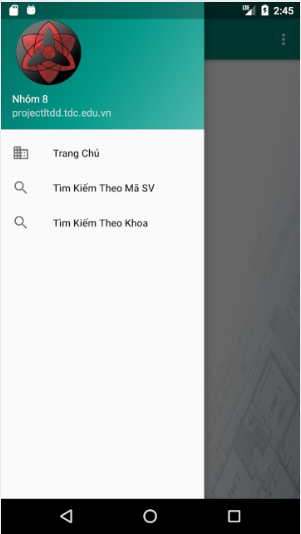 LTE 2:45
Nhóm 8
projectltdd.tdc.edu.vn
Trang Chủ
Tìm Kiếm Theo Mã SV
Tìm Kiếm Theo Khoa